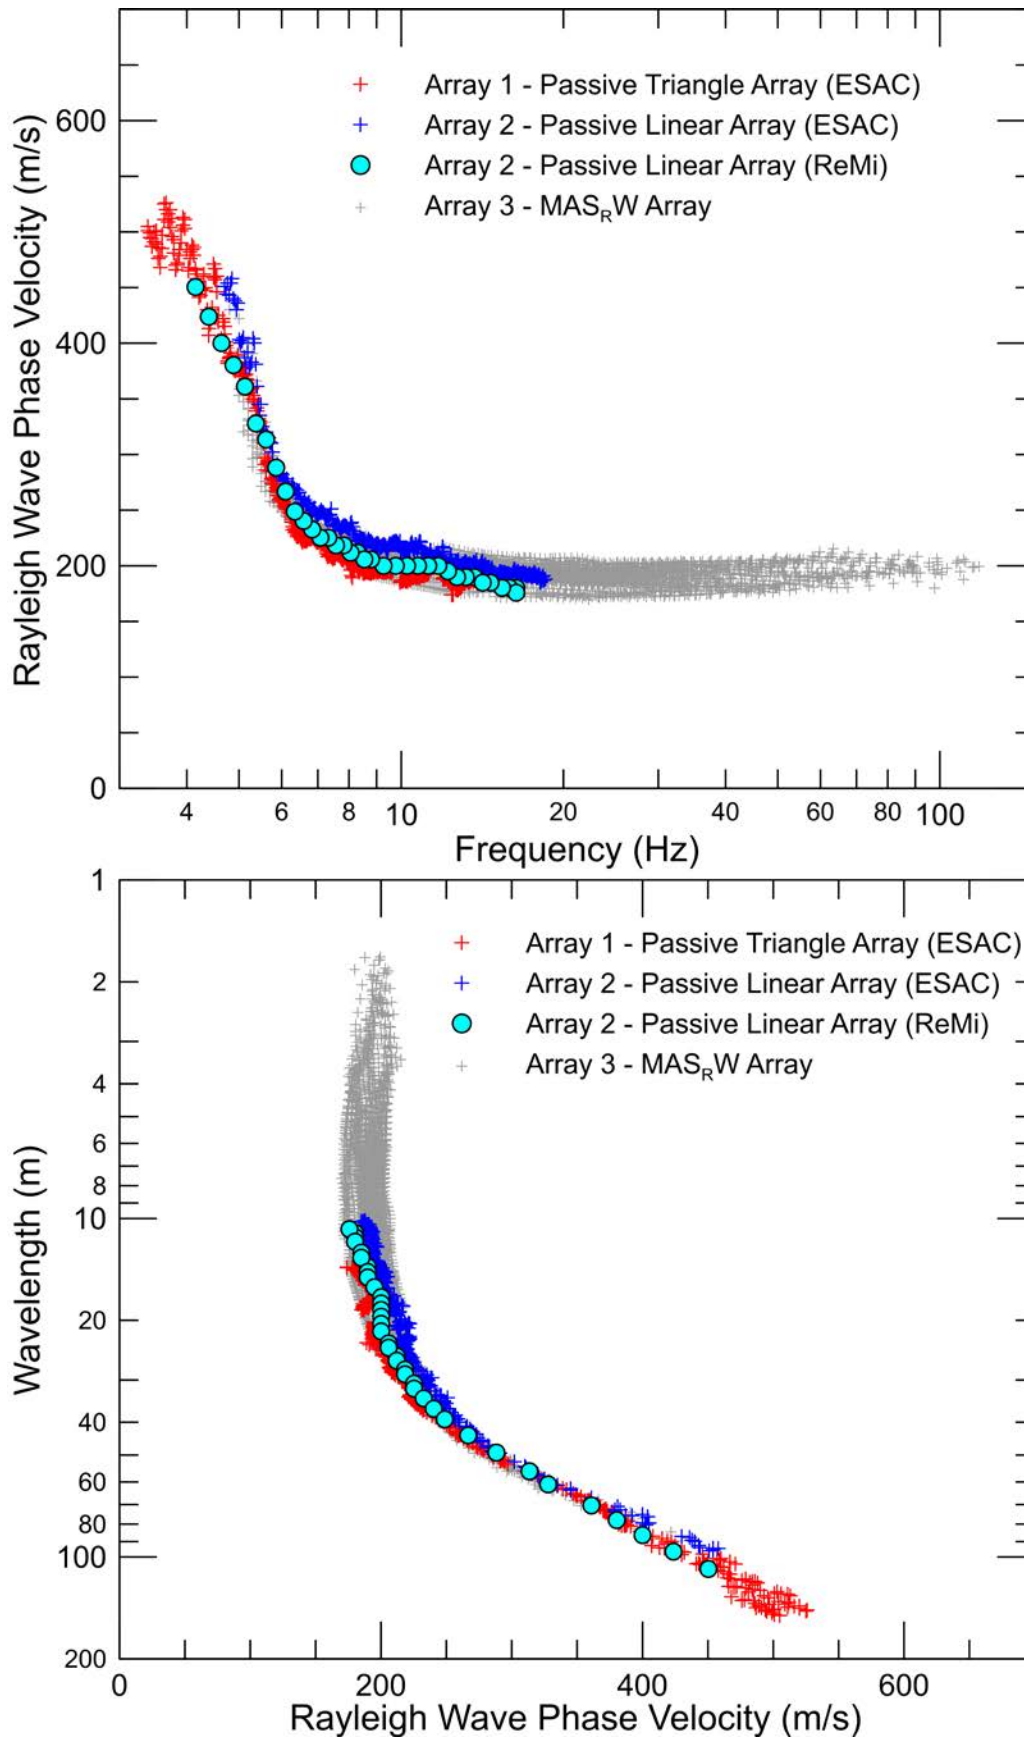 Array 1 - Passive Triangle Array (ESAC)
Array 2 - Passive Linear Array (ESAC)
Array 2 - Passive Linear Array (ReMi)
Array 3 - MASRW Array
Rayleigh Wave Phase Velocity (m/s)
600
400
200
0
4 6 8 10 20 40 60 80 100
Frequency (Hz)
Array 1 - Passive Triangle Array (ESAC)
Array 2 - Passive Linear Array (ESAC)
Array 2 - Passive Linear Array (ReMi)
Array 3 - MASRW Array
Wavelength (m)
1
2
4
6
8
10
20
40
60
80
100
200
0 200 400 600
Rayleigh Wave Phase Velocity (m/s)